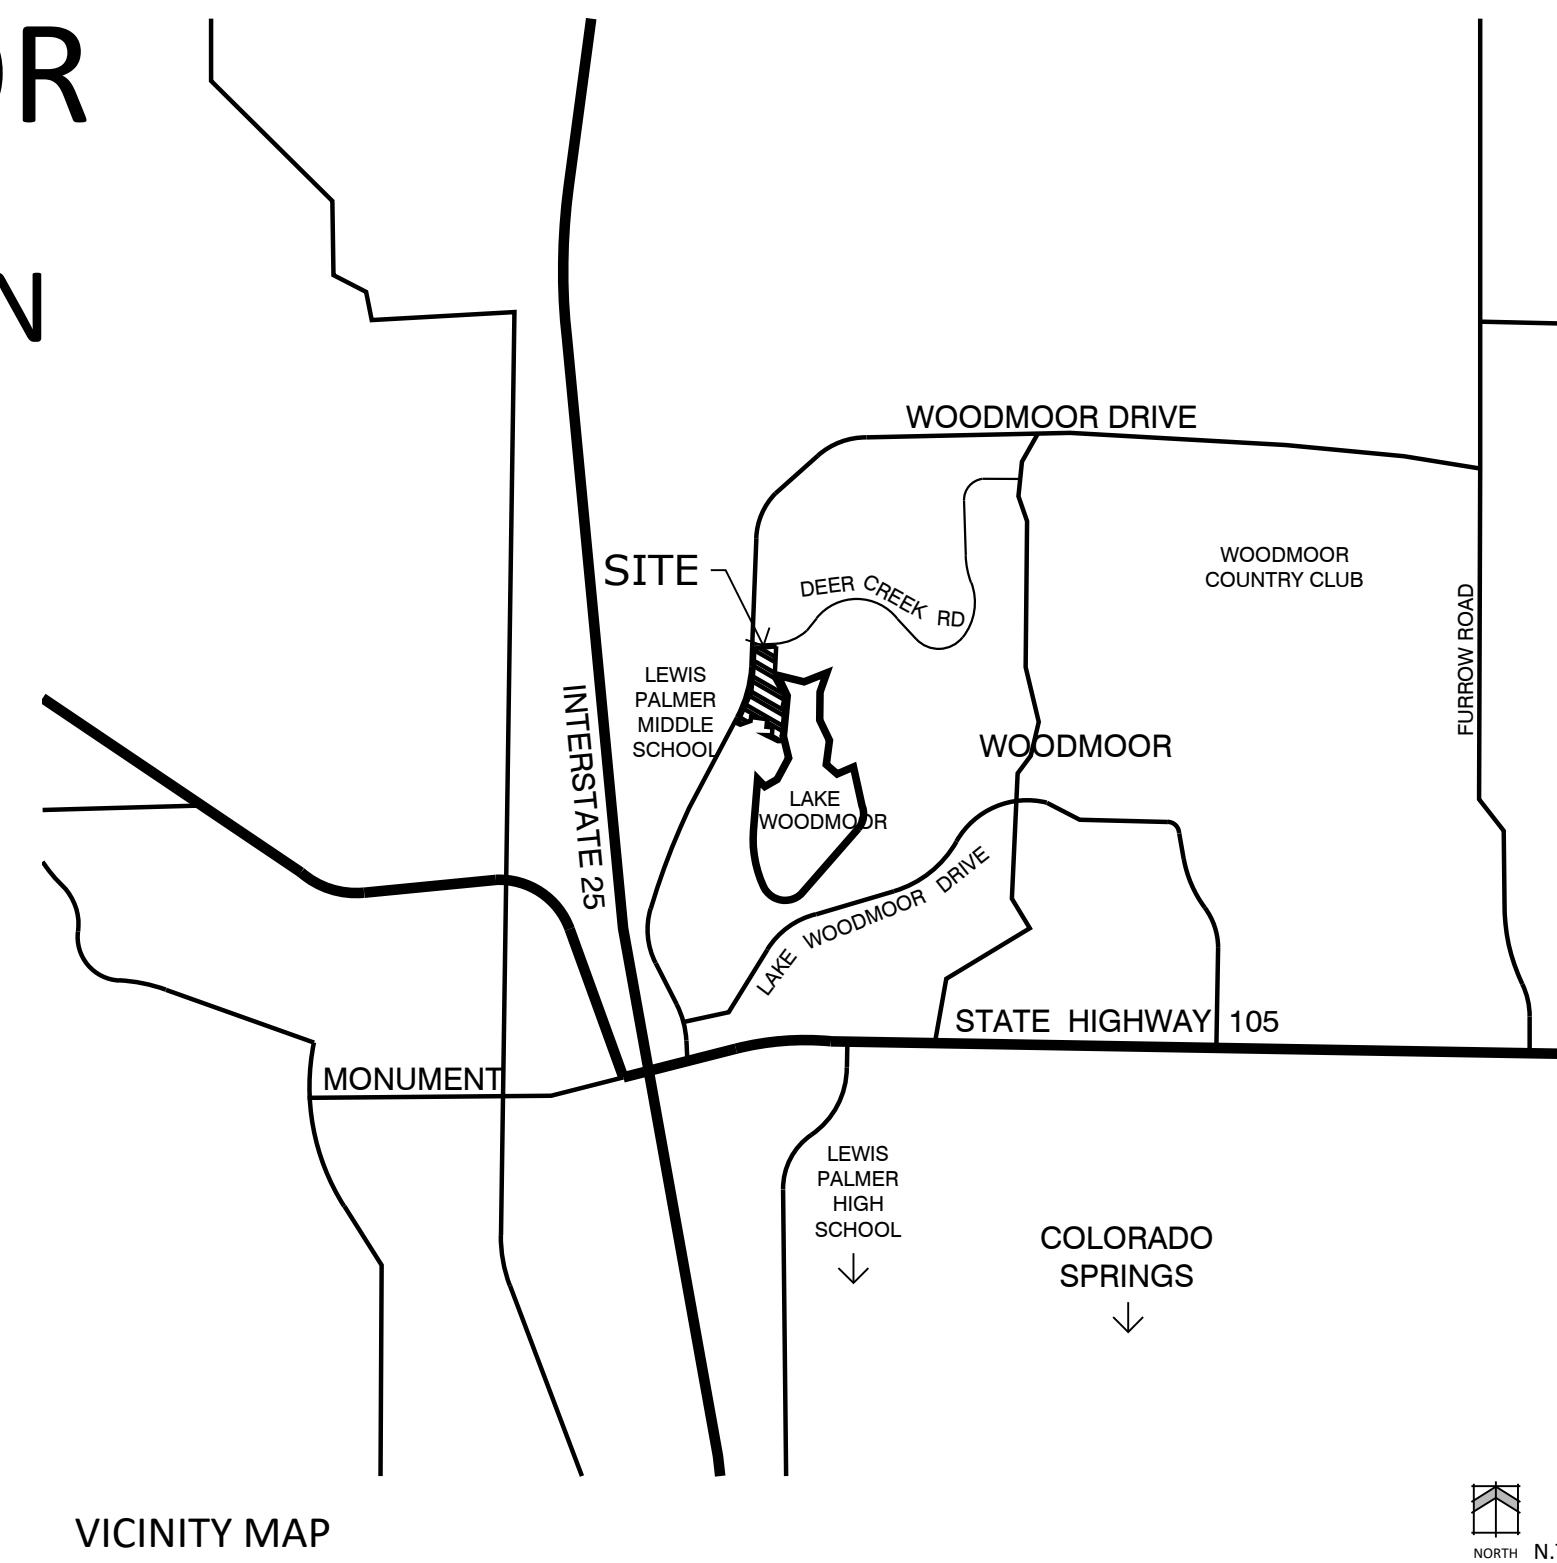 OR
N
WOODMOOR DRIVE
SITE
DEER CREEK RD
WOODMOOR
COUNTRY CLUB
FURROW ROAD
LEWIS
PALMER
MIDDLE
SCHOOL
INTERSTATE 25
WOODMOOR
LAKE
WOODMOOR
LAKE WOODMOOR DRIVE
STATE HIGHWAY 105
MONUMENT
LEWIS
PALMER
HIGH
SCHOOL
COLORADO
SPRINGS
VICINITY MAP
NORTH